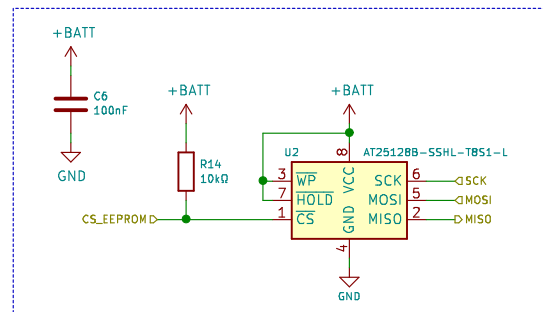 +BATT
C6
100nF
GND
+BATT
R14
10kΩ
+BATT
U2
AT25128B-SSHL-T8S1-L
8
VCC
3
WP
7
HOLD
CS_EEPROM
1
CS
SCK
6
SCK
MOSI
5
MOSI
MISO
2
MISO
GND
4
GND